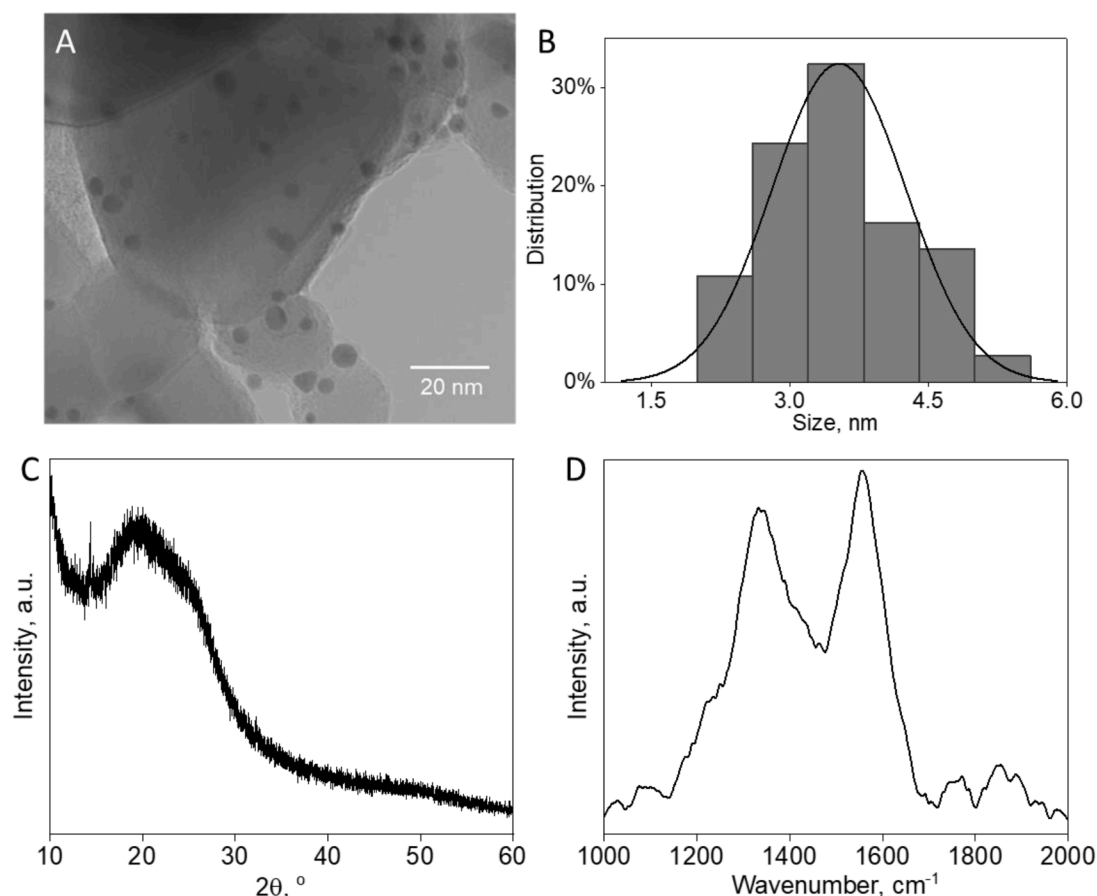 A
20 nm
B
Distribution
30%
20%
10%
0%
1.5 3.0 4.5 6.0
Size, nm
C
Intensity, a.u.
10 20 30 40 50 60
2θ, °
D
Intensity, a.u.
1000 1200 1400 1600 1800 2000
Wavenumber, cm⁻¹